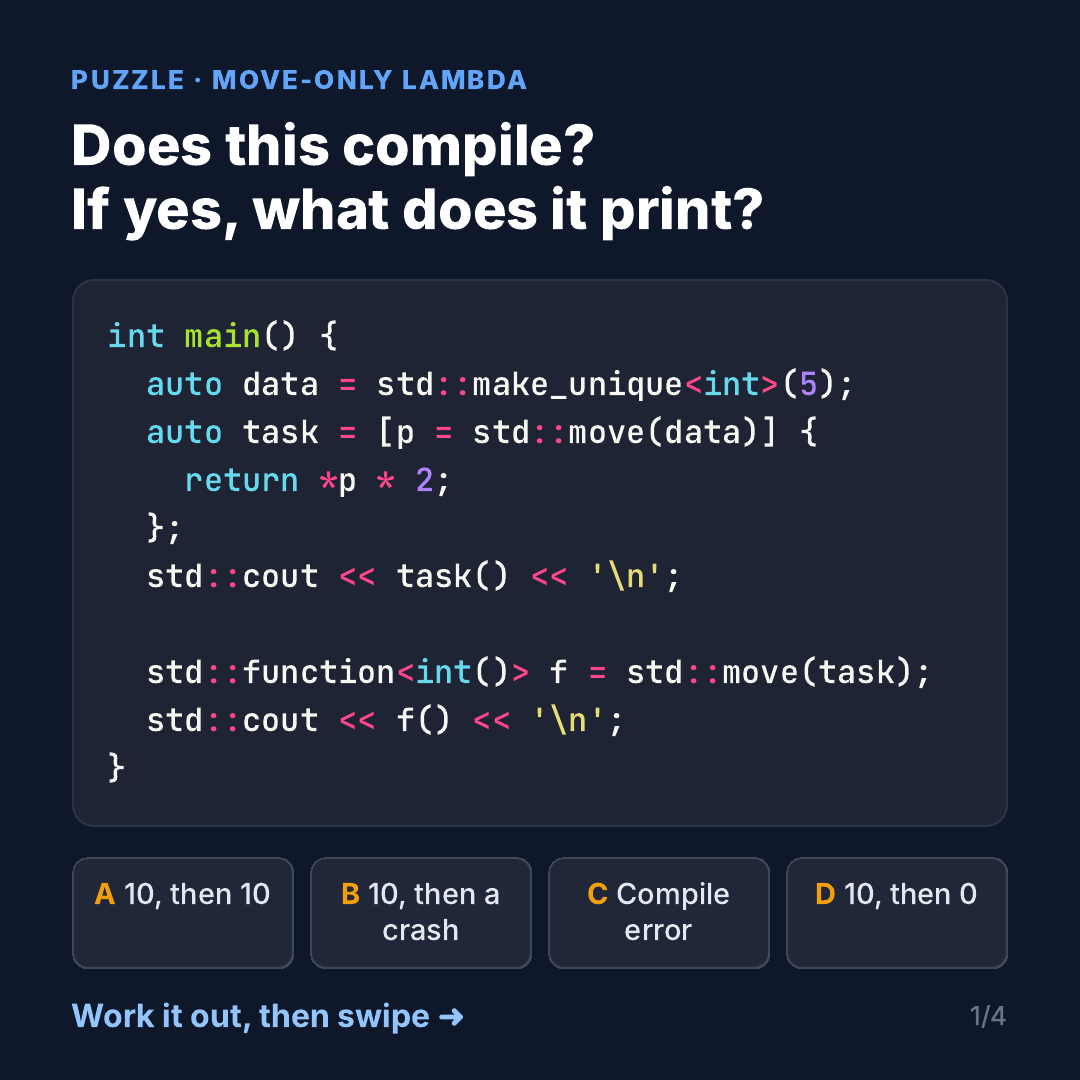 PUZZLE · MOVE-ONLY LAMBDA
Does this compile?
If yes, what does it print?
int main() {
  auto data = std::make_unique<int>(5);
  auto task = [p = std::move(data)] {
    return *p * 2;
  };
  std::cout << task() << '\n';

  std::function<int()> f = std::move(task);
  std::cout << f() << '\n';
}
A 10, then 10
B 10, then a
crash
C Compile
error
D 10, then 0
Work it out, then swipe ➜
1/4